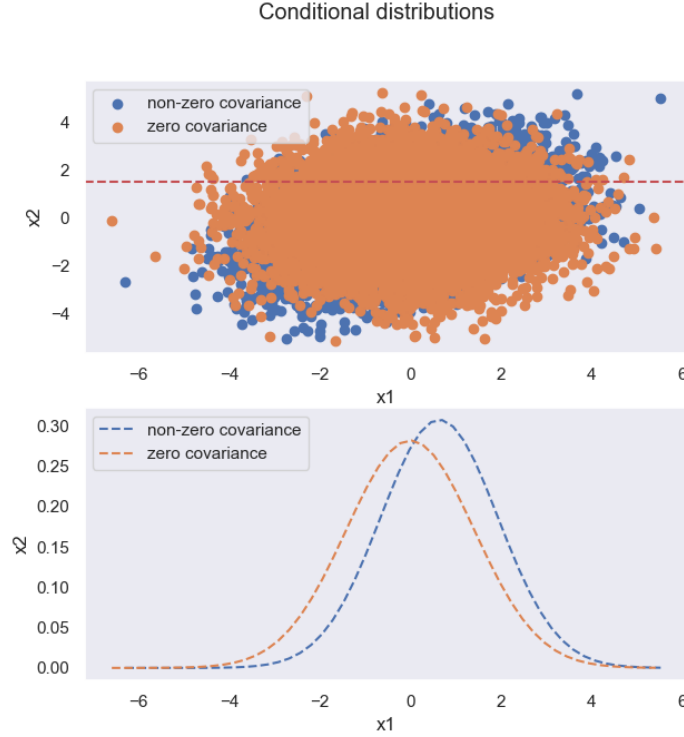 Conditional distributions
non-zero covariance
zero covariance
4
2
0
−2
−4
x2
−6
−4
−2
0
2
4
6
x1
non-zero covariance
zero covariance
0.30
0.25
0.20
0.15
0.10
0.05
0.00
x2
−6
−4
−2
0
2
4
6
x1